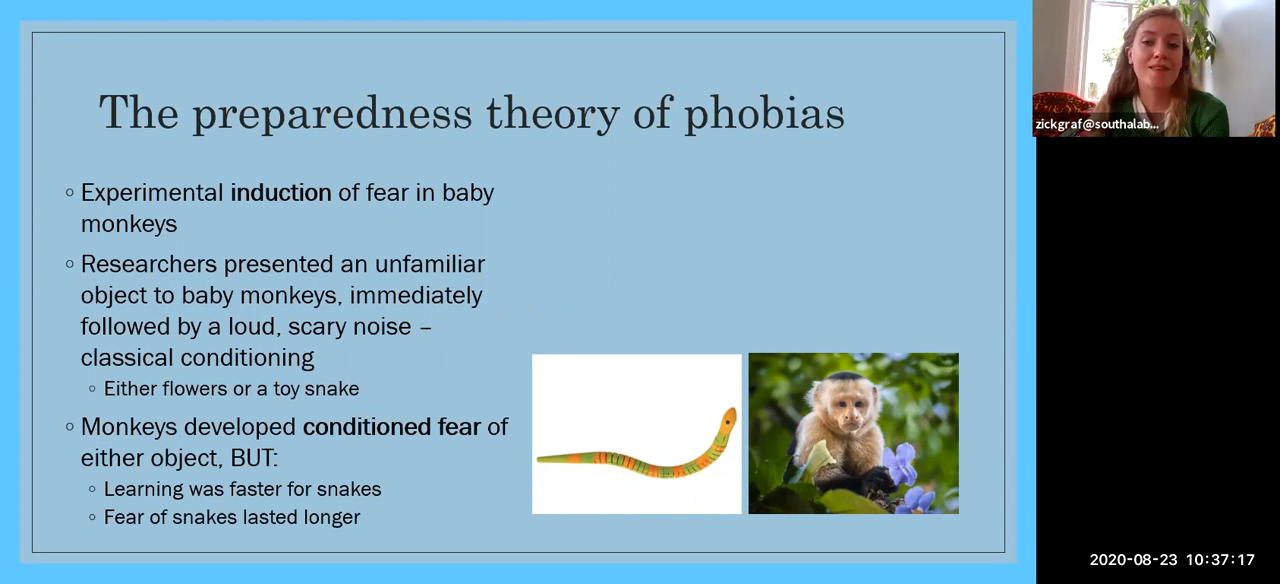 The preparedness theory of phobias
◦ Experimental induction of fear in baby
monkeys
◦ Researchers presented an unfamiliar
object to baby monkeys, immediately
followed by a loud, scary noise –
classical conditioning
◦ Either flowers or a toy snake
◦ Monkeys developed conditioned fear of
either object, BUT:
◦ Learning was faster for snakes
◦ Fear of snakes lasted longer
zickgraf@southalab...
2020-08-23 10:37:17